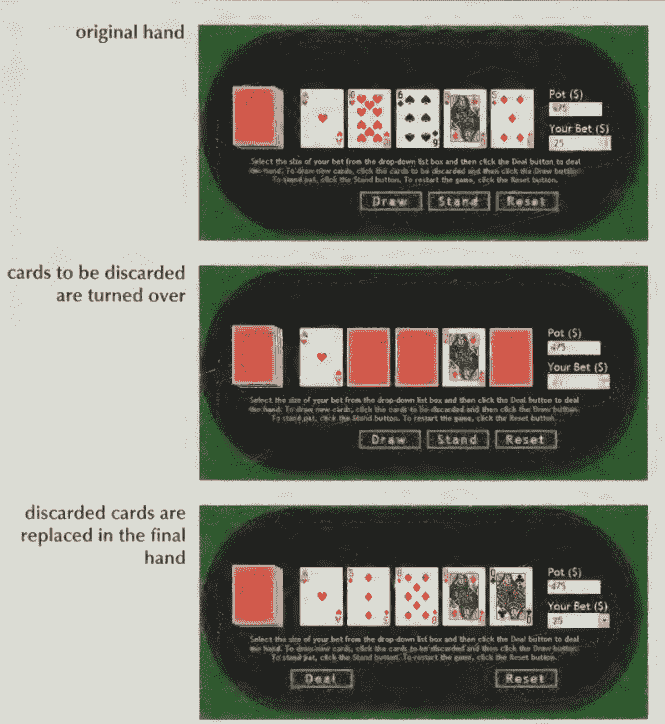 original hand
Pot ($)
475
Your Bet ($)
25
Select the size of your bet from the drop-down list box and then click the Deal button to deal
the hand. To draw new cards, click the cards to be discarded and then click the Draw button.
To stand pat, click the Stand button. To restart the game, click the Reset button.
Draw Stand Reset
cards to be discarded
are turned over
Pot ($)
475
Your Bet ($)
Select the size of your bet from the drop-down list box and then click the Deal button to deal
the hand. To draw new cards, click the cards to be discarded and then click the Draw button.
To stand pat, click the Stand button. To restart the game, click the Reset button.
Draw Stand Reset
discarded cards are
replaced in the final
hand
Pot ($)
475
Your Bet ($)
25
Select the size of your bet from the drop-down list box and then click the Deal button to deal
the hand. To draw new cards, click the cards to be discarded and then click the Draw button.
To stand pat, click the Stand button. To restart the game, click the Reset button.
Deal Reset